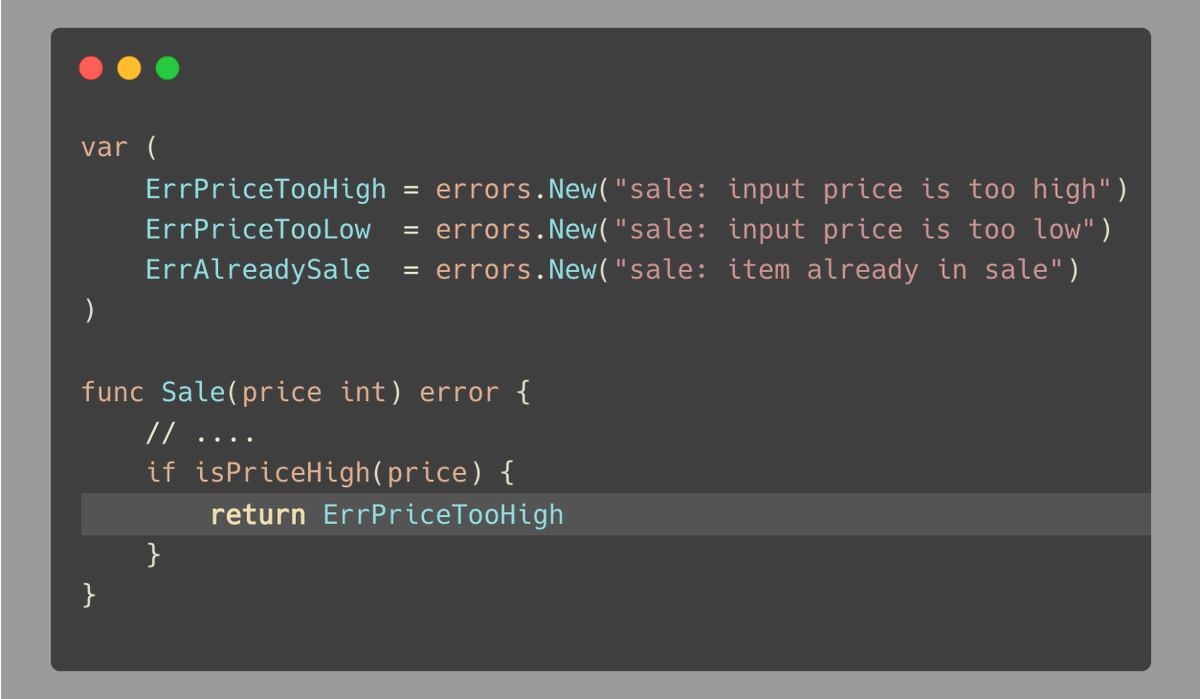 var (
    ErrPriceTooHigh = errors.New("sale: input price is too high")
    ErrPriceTooLow  = errors.New("sale: input price is too low")
    ErrAlreadySale  = errors.New("sale: item already in sale")
)
func Sale(price int) error {
    // ....
    if isPriceHigh(price) {
        return ErrPriceTooHigh
    }
}